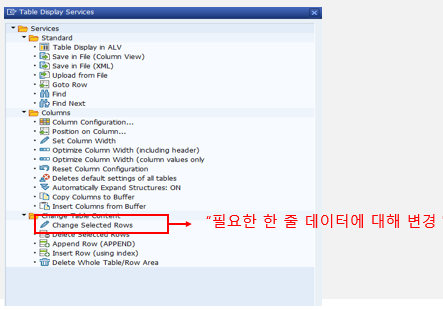 Table Display Services
Services
Standard
Table Display in ALV
Save in File (Column View)
Save in File (XML)
Upload from File
Goto Row
Find
Find Next
Columns
Column Configuration...
Position on Column...
Set Column Width
Optimize Column Width (including header)
Optimize Column Width (column values only
Reset Column Configuration
Deletes default settings of all tables
Automatically Expand Structures: ON
Copy Columns to Buffer
Insert Columns from Buffer
Change Table Content
Change Selected Rows
"필요한 한 줄 데이터에 대해 변경"
Delete Selected Rows
Append Row (APPEND)
Insert Row (using index)
Delete Whole Table/Row Area